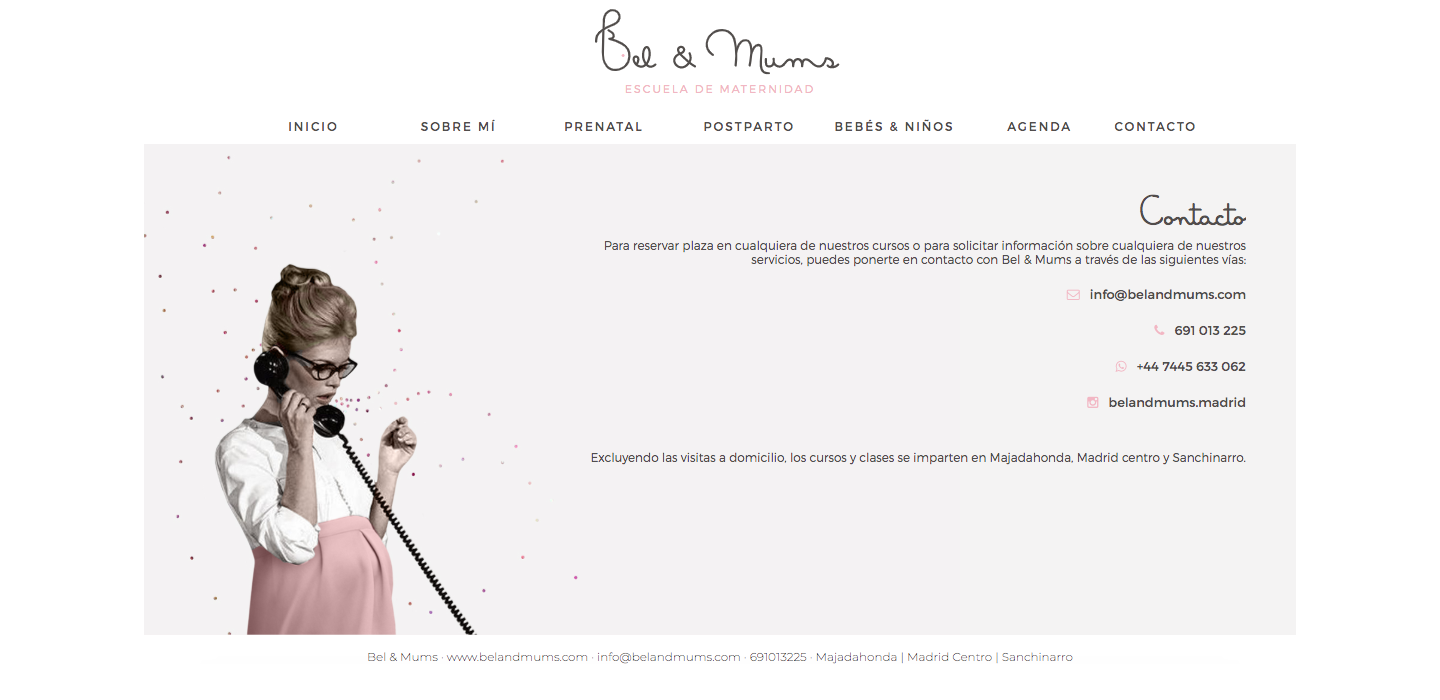 Bel & Mums
ESCUELA DE MATERNIDAD
INICIO SOBRE MÍ PRENATAL POSTPARTO BEBÉS & NIÑOS AGENDA CONTACTO
Contacto
Para reservar plaza en cualquiera de nuestros cursos o para solicitar información sobre cualquiera de nuestros
servicios, puedes ponerte en contacto con Bel & Mums a través de las siguientes vías:
info@belandmums.com
691 013 225
+44 7445 633 062
belandmums.madrid
Excluyendo las visitas a domicilio, los cursos y clases se imparten en Majadahonda, Madrid centro y Sanchinarro.
Bel & Mums · www.belandmums.com · info@belandmums.com · 691013225 · Majadahonda | Madrid Centro | Sanchinarro